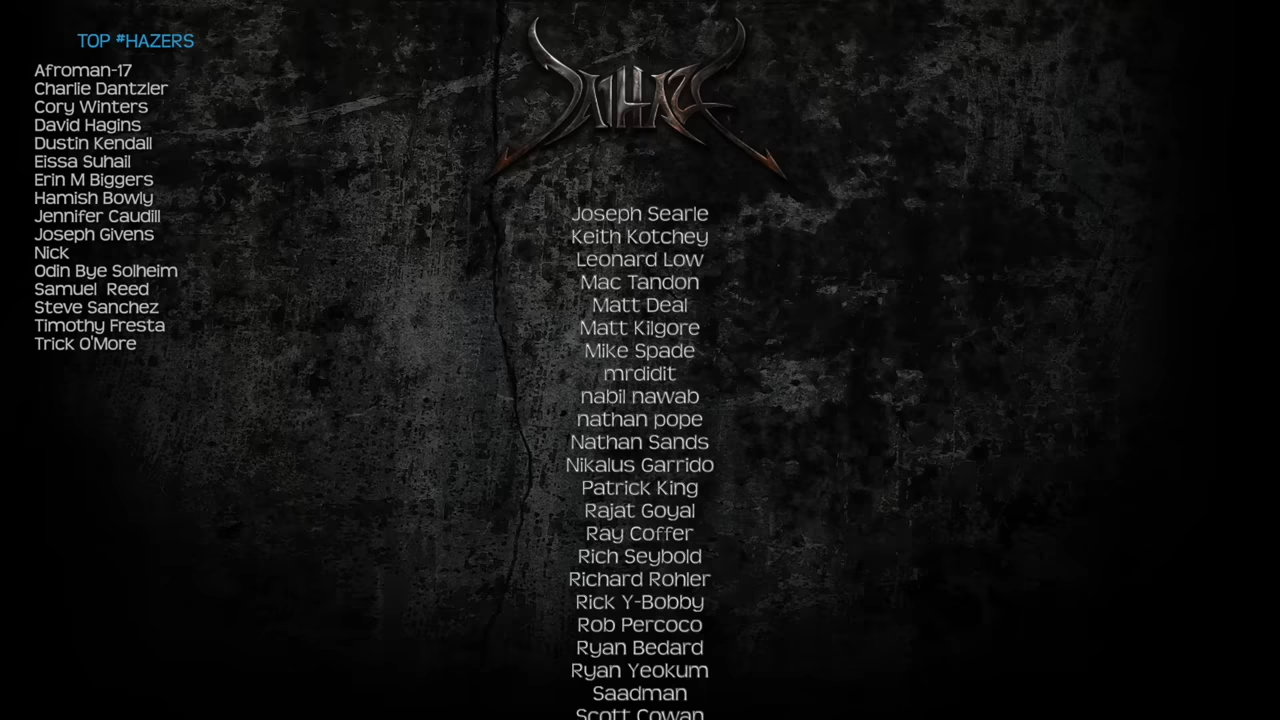 TOP #HAZERS
Afroman-17
Charlie Dantzler
Cory Winters
David Hagins
Dustin Kendall
Eissa Suhail
Erin M Biggers
Hamish Bowly
Jennifer Caudill
Joseph Givens
Nick
Odin Bye Solheim
Samuel  Reed
Steve Sanchez
Timothy Fresta
Trick O'More
Joseph Searle
Keith Kotchey
Leonard Low
Mac Tandon
Matt Deal
Matt Kilgore
Mike Spade
mrdidit
nabil nawab
nathan pope
Nathan Sands
Nikalus Garrido
Patrick King
Rajat Goyal
Ray Coffer
Rich Seybold
Richard Rohler
Rick Y-Bobby
Rob Percoco
Ryan Bedard
Ryan Yeokum
Saadman
Scott Cowan